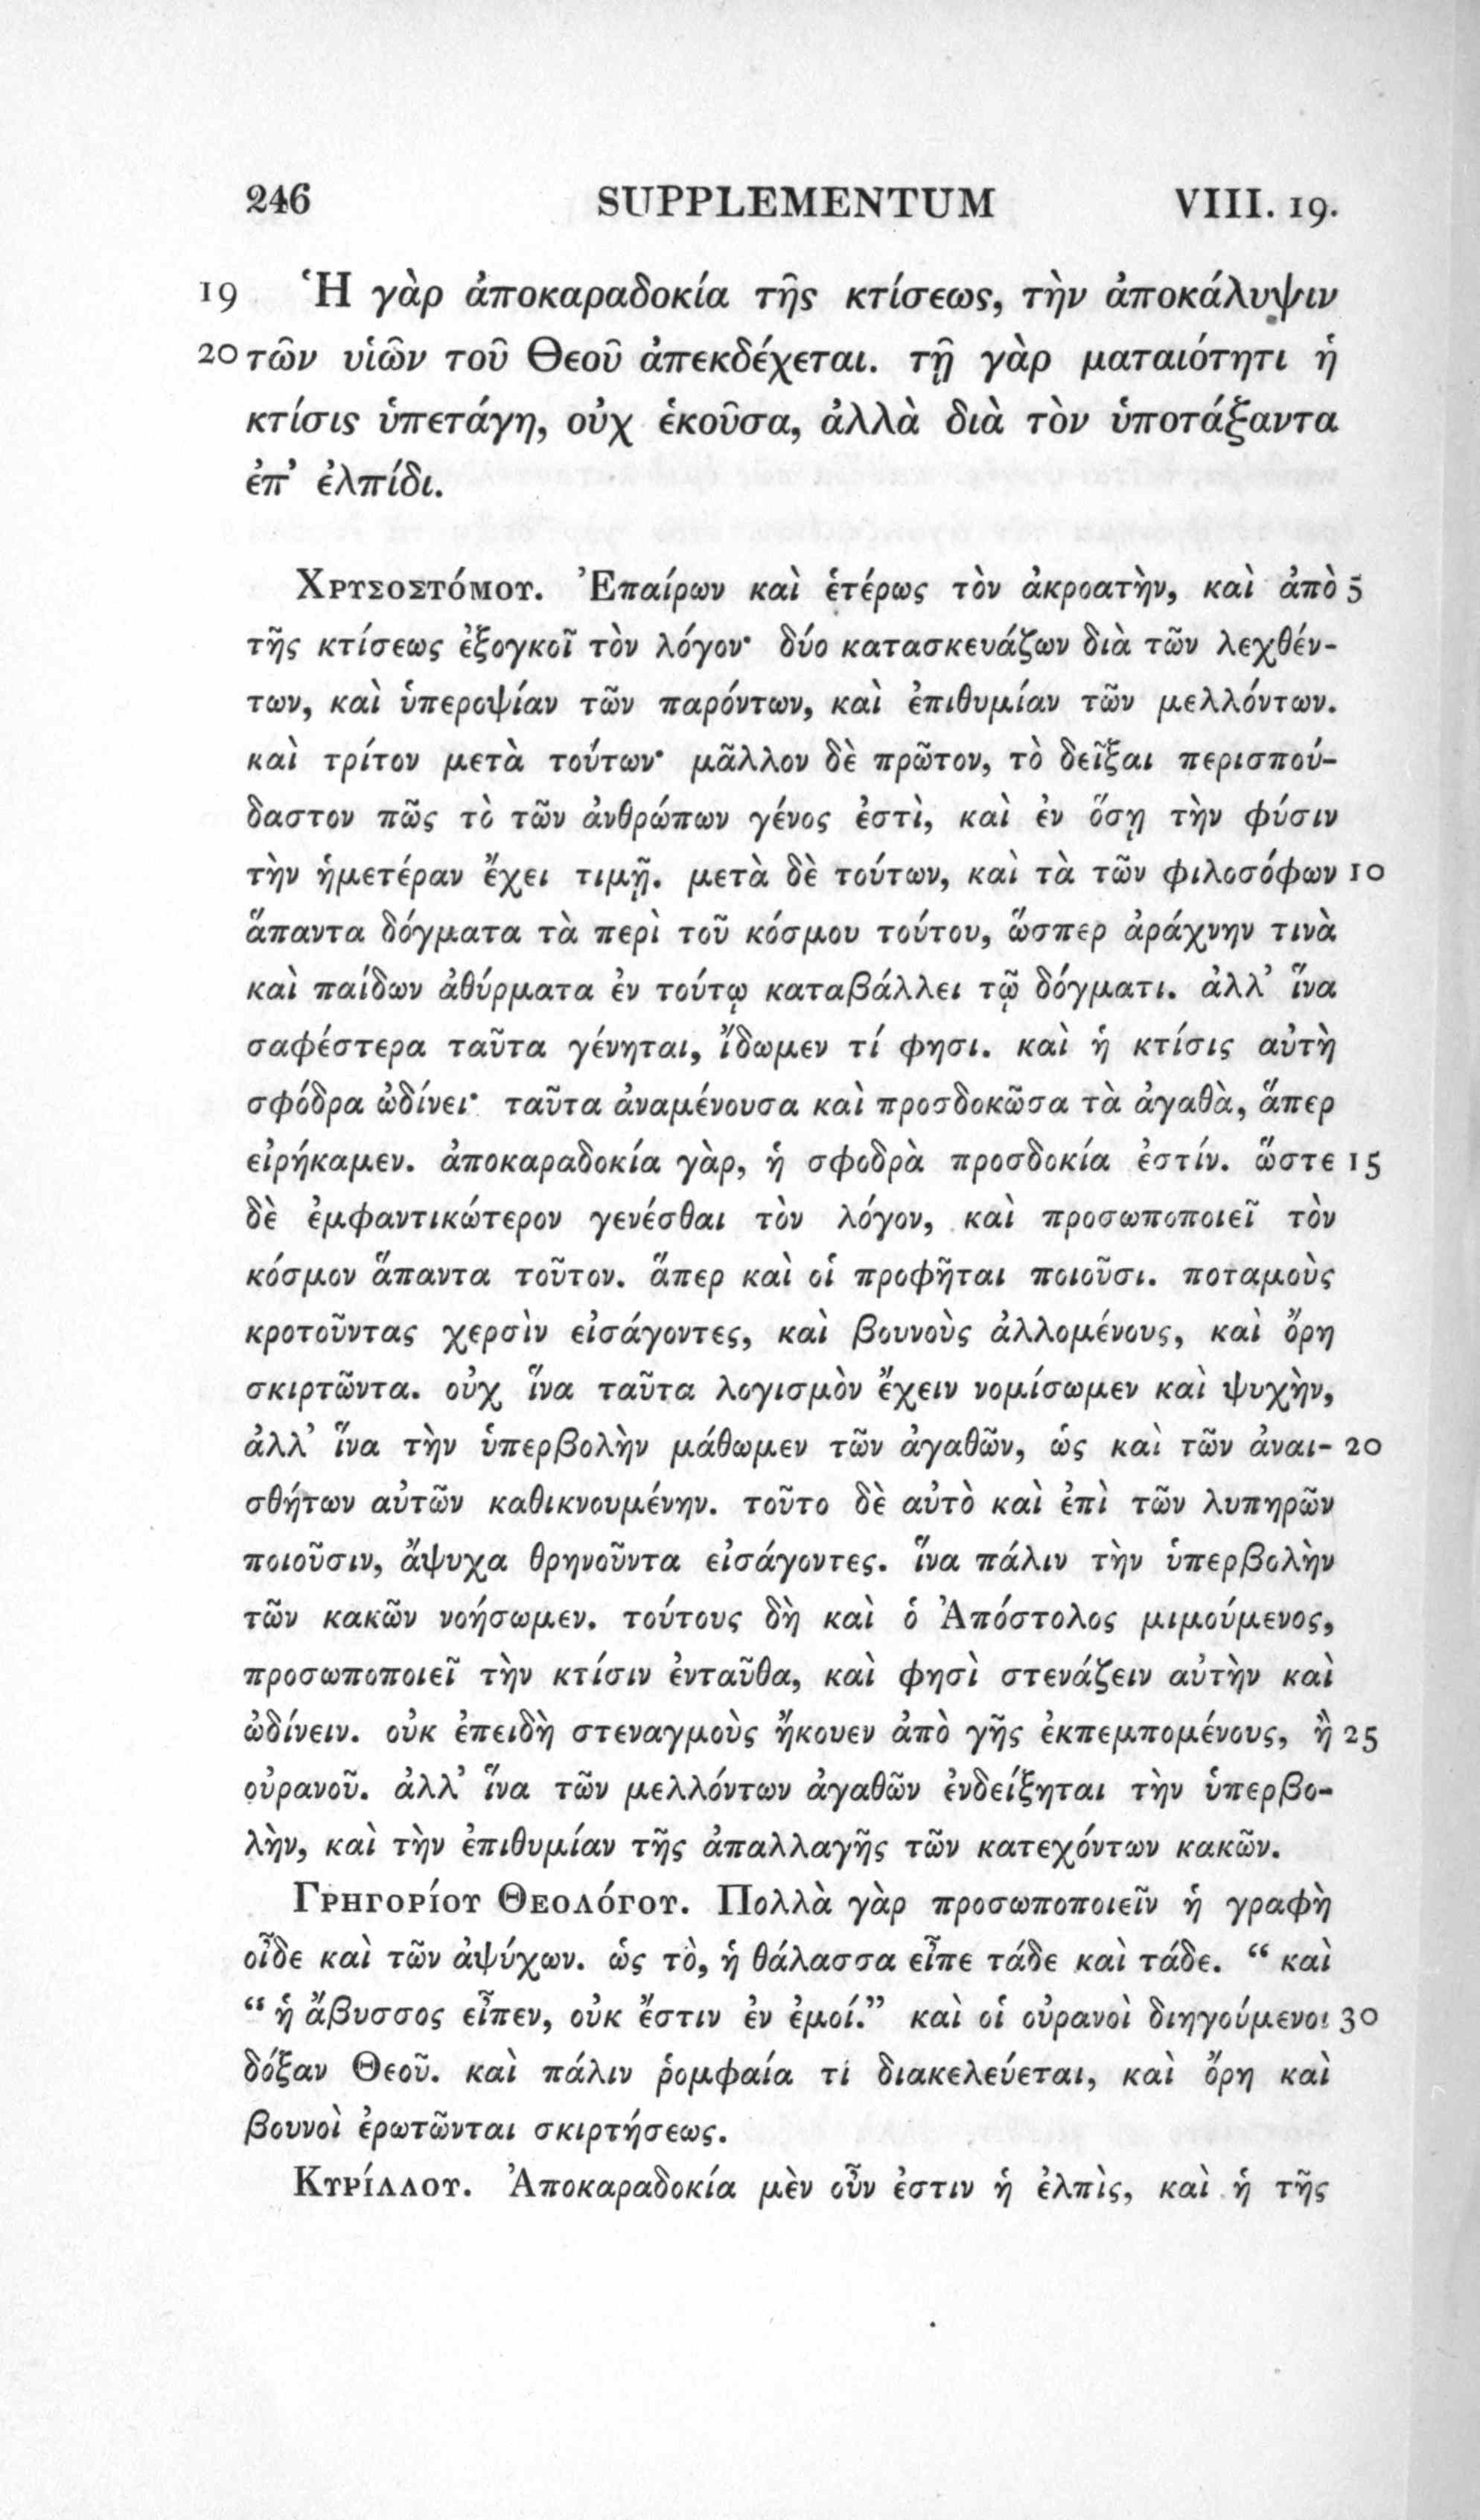 246 SUPPLEMENTUM VIII. 19.
19 Ἡ γὰρ ἀποκαραδοκία τῆς κτίσεως, τὴν ἀποκάλυψιν
20 τῶν υἱῶν τοῦ Θεοῦ ἀπεκδέχεται. τῇ γὰρ ματαιότητι ἡ
κτίσις ὑπετάγη, οὐχ ἑκοῦσα, ἀλλὰ διὰ τὸν ὑποτάξαντα
ἐπ’ ἐλπίδι.
Χρυσοστόμου. Ἐπαίρων καὶ ἑτέρως τὸν ἀκροατὴν, καὶ ἀπὸ 5
τῆς κτίσεως ἐξογκοῖ τὸν λόγον· δύο κατασκευάζων διὰ τῶν λεχθέν-
των, καὶ ὑπεροψίαν τῶν παρόντων, καὶ ἐπιθυμίαν τῶν μελλόντων.
καὶ τρίτον μετὰ τούτων· μᾶλλον δὲ πρῶτον, τὸ δεῖξαι περισπού-
δαστον πῶς τὸ τῶν ἀνθρώπων γένος ἐστὶ, καὶ ἐν ὅσῃ τὴν φύσιν
τὴν ἡμετέραν ἔχει τιμῇ. μετὰ δὲ τούτων, καὶ τὰ τῶν φιλοσόφων 10
ἅπαντα δόγματα τὰ περὶ τοῦ κόσμου τούτου, ὥσπερ ἀράχνην τινὰ
καὶ παίδων ἀθύρματα ἐν τούτῳ καταβάλλει τῷ δόγματι. ἀλλ’ ἵνα
σαφέστερα ταῦτα γένηται, ἴδωμεν τί φησι. καὶ ἡ κτίσις αὐτὴ
σφόδρα ὠδίνει· ταῦτα ἀναμένουσα καὶ προσδοκῶσα τὰ ἀγαθὰ, ἅπερ
εἰρήκαμεν. ἀποκαραδοκία γὰρ, ἡ σφοδρὰ προσδοκία ἐστίν. ὥστε 15
δὲ ἐμφαντικώτερον γενέσθαι τὸν λόγον, καὶ προσωποποιεῖ τὸν
κόσμον ἅπαντα τοῦτον. ἅπερ καὶ οἱ προφῆται ποιοῦσι. ποταμοὺς
κροτοῦντας χερσὶν εἰσάγοντες, καὶ βουνοὺς ἀλλομένους, καὶ ὄρη
σκιρτῶντα. οὐχ ἵνα ταῦτα λογισμὸν ἔχειν νομίσωμεν καὶ ψυχὴν,
ἀλλ’ ἵνα τὴν ὑπερβολὴν μάθωμεν τῶν ἀγαθῶν, ὡς καὶ τῶν ἀναι- 20
σθήτων αὐτῶν καθικνουμένην. τοῦτο δὲ αὐτὸ καὶ ἐπὶ τῶν λυπηρῶν
ποιοῦσιν, ἄψυχα θρηνοῦντα εἰσάγοντες. ἵνα πάλιν τὴν ὑπερβολὴν
τῶν κακῶν νοήσωμεν. τούτους δὴ καὶ ὁ Ἀπόστολος μιμούμενος,
προσωποποιεῖ τὴν κτίσιν ἐνταῦθα, καὶ φησὶ στενάζειν αὐτὴν καὶ
ὠδίνειν. οὐκ ἐπειδὴ στεναγμοὺς ἤκουεν ἀπὸ γῆς ἐκπεμπομένους, ἢ 25
οὐρανοῦ. ἀλλ’ ἵνα τῶν μελλόντων ἀγαθῶν ἐνδείξηται τὴν ὑπερβο-
λὴν, καὶ τὴν ἐπιθυμίαν τῆς ἀπαλλαγῆς τῶν κατεχόντων κακῶν.
Γρηγορίου Θεολόγου. Πολλὰ γὰρ προσωποποιεῖν ἡ γραφὴ
οἶδε καὶ τῶν ἀψύχων. ὡς τὸ, ἡ θάλασσα εἶπε τάδε καὶ τάδε. “ καὶ
“ ἡ ἄβυσσος εἶπεν, οὐκ ἔστιν ἐν ἐμοί.” καὶ οἱ οὐρανοὶ διηγούμενοι 30
δόξαν Θεοῦ. καὶ πάλιν ῥομφαία τὶ διακελεύεται, καὶ ὄρη καὶ
βουνοὶ ἐρωτῶνται σκιρτήσεως.
Κυρίλλου. Ἀποκαραδοκία μὲν οὖν ἐστιν ἡ ἐλπὶς, καὶ ἡ τῆς